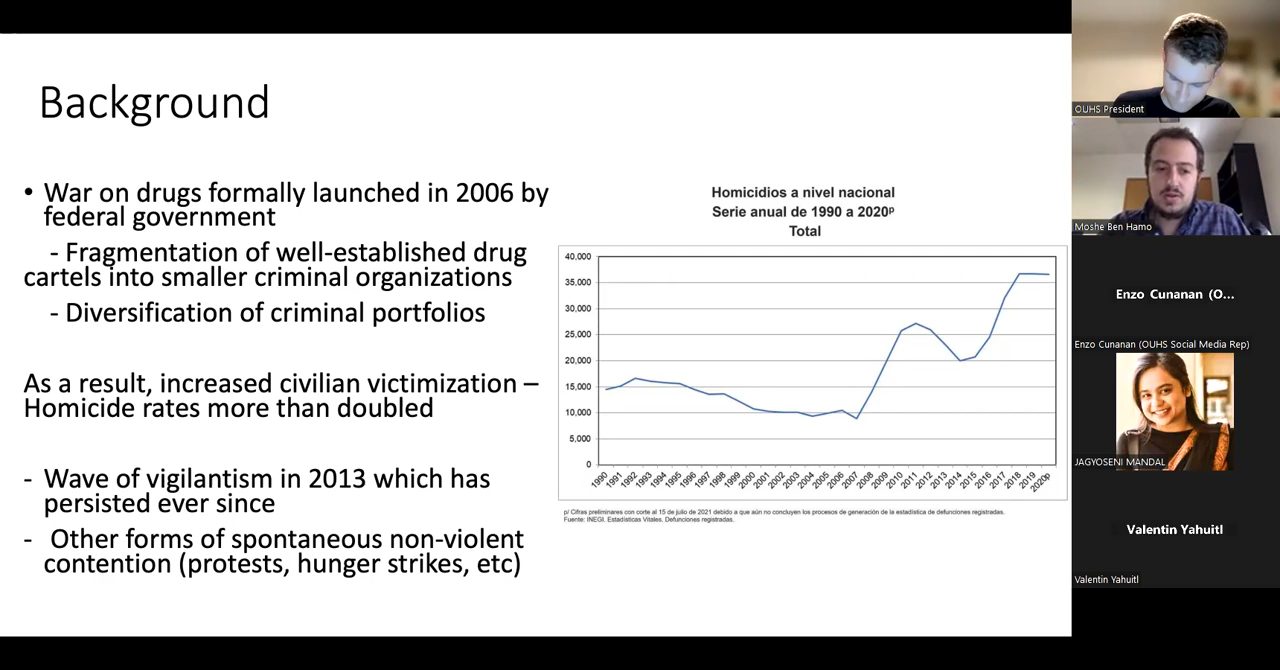 Background
• War on drugs formally launched in 2006 by
federal government
- Fragmentation of well-established drug
cartels into smaller criminal organizations
- Diversification of criminal portfolios
As a result, increased civilian victimization –
Homicide rates more than doubled
- Wave of vigilantism in 2013 which has
persisted ever since
- Other forms of spontaneous non-violent
contention (protests, hunger strikes, etc)
Homicidios a nivel nacional
Serie anual de 1990 a 2020ᵖ
Total
40,000
35,000
30,000
25,000
20,000
15,000
10,000
5,000
0
1990 1991 1992 1993 1994 1995 1996 1997 1998 1999 2000 2001 2002 2003 2004 2005 2006 2007 2008 2009 2010 2011 2012 2013 2014 2015 2016 2017 2018 2019 2020p
p/ Cifras preliminares con corte al 15 de julio de 2021 debido a que aún no concluyen los procesos de generación de la estadística de defunciones registradas.
Fuente: INEGI. Estadísticas Vitales. Defunciones registradas.
OUHS President
Moshe Ben Hamo
Enzo Cunanan (O...
Enzo Cunanan (OUHS Social Media Rep)
JAGYOSENI MANDAL
Valentin Yahuitl
Valentin Yahuitl